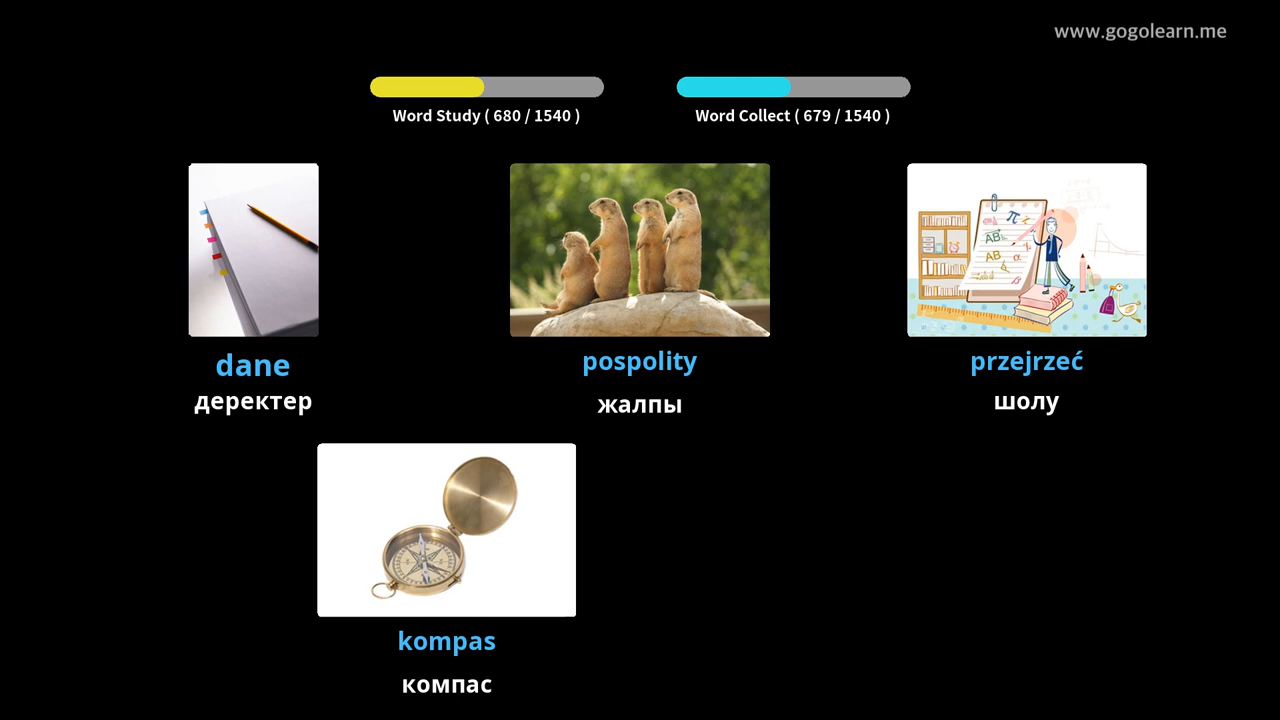 www.gogolearn.me
Word Study ( 680 / 1540 )
Word Collect ( 679 / 1540 )
dane
деректер
pospolity
жалпы
przejrzeć
шолу
kompas
компас